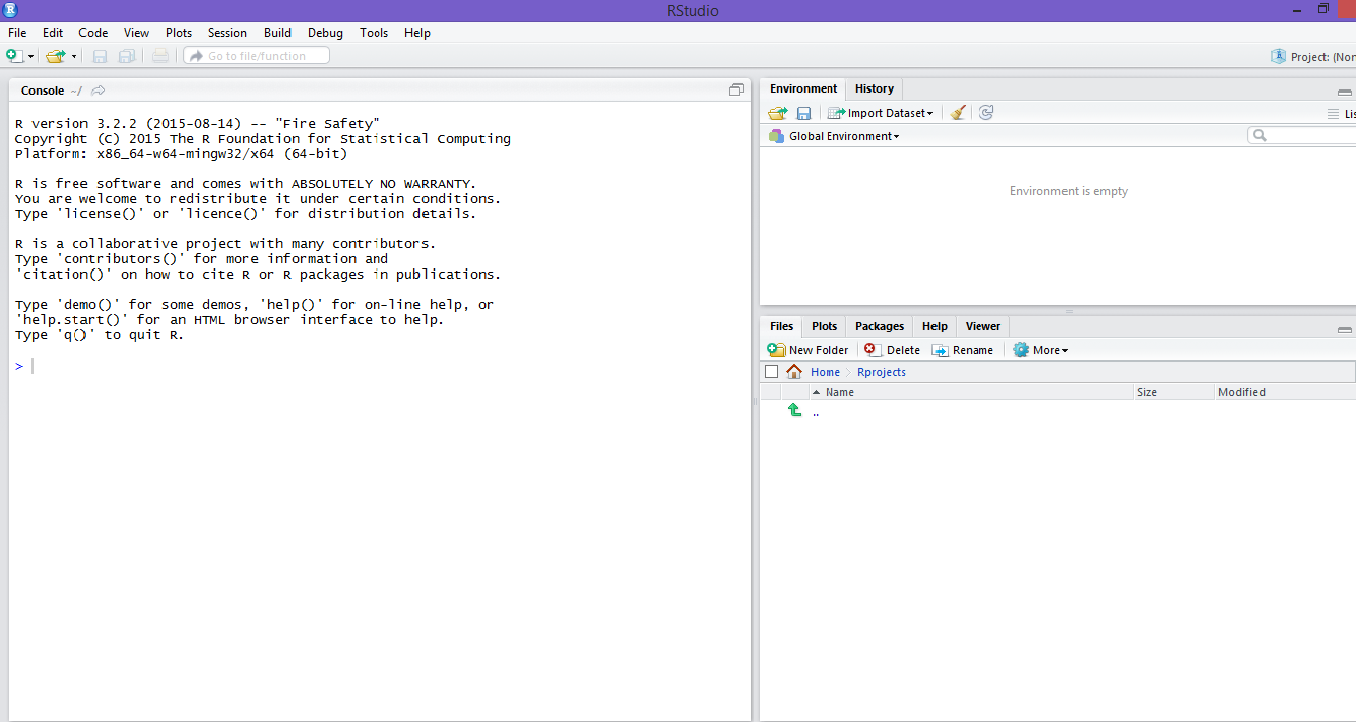 RStudio
File Edit Code View Plots Session Build Debug Tools Help
Go to file/function
Project: (Non
Console ~/
R version 3.2.2 (2015-08-14) -- "Fire Safety"
Copyright (C) 2015 The R Foundation for Statistical Computing
Platform: x86_64-w64-mingw32/x64 (64-bit)
R is free software and comes with ABSOLUTELY NO WARRANTY.
You are welcome to redistribute it under certain conditions.
Type 'license()' or 'licence()' for distribution details.
R is a collaborative project with many contributors.
Type 'contributors()' for more information and
'citation()' on how to cite R or R packages in publications.
Type 'demo()' for some demos, 'help()' for on-line help, or
'help.start()' for an HTML browser interface to help.
Type 'q()' to quit R.
>
Environment History
Import Dataset
Lis
Global Environment
Environment is empty
Files Plots Packages Help Viewer
New Folder Delete Rename More
Home Rprojects
Name Size Modified
..